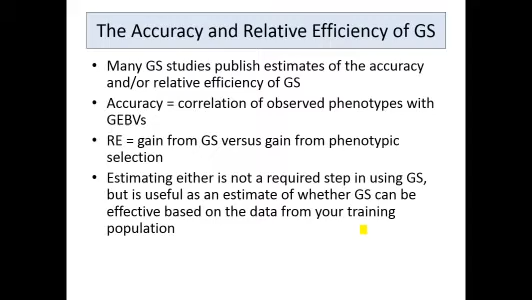 The Accuracy and Relative Efficiency of GS
• Many GS studies publish estimates of the accuracy
and/or relative efficiency of GS
• Accuracy = correlation of observed phenotypes with
GEBVs
• RE = gain from GS versus gain from phenotypic
selection
• Estimating either is not a required step in using GS,
but is useful as an estimate of whether GS can be
effective based on the data from your training
population